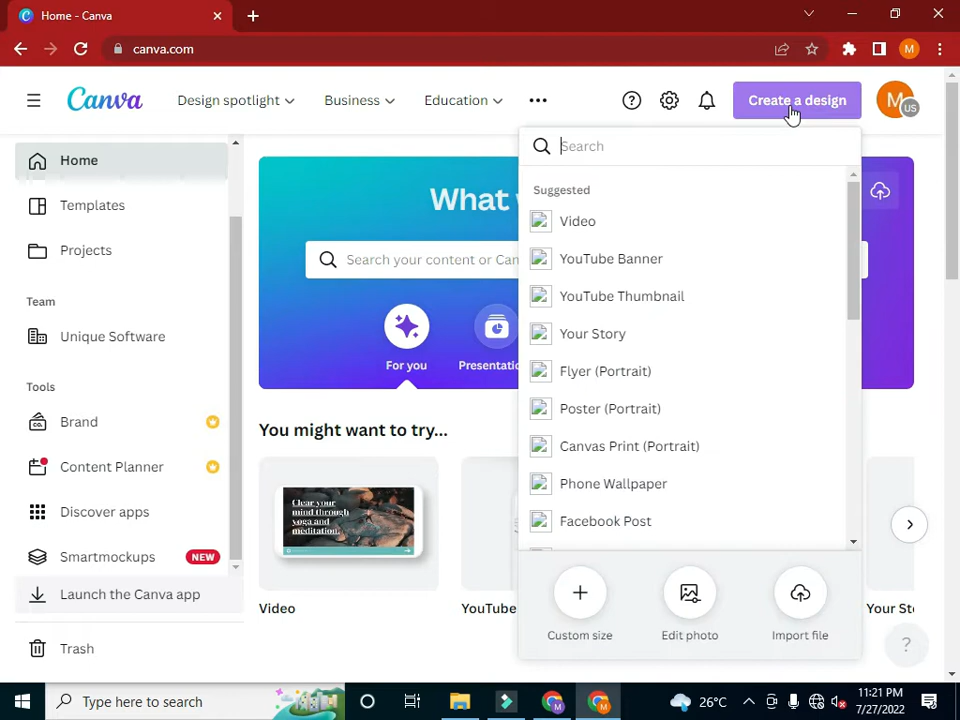 Home - Canva
canva.com
M
Canva
Design spotlight
Business
Education
Create a design
M
US
Home
Templates
Projects
Team
Unique Software
Tools
Brand
CO.
Content Planner
Discover apps
Smartmockups
NEW
Launch the Canva app
Trash
What
Search your content or Can
For you
Presentatio
You might want to try...
Clear your
mind through
yoga and
meditation.
Video
YouTube
Your Sto
Search
Suggested
Video
YouTube Banner
YouTube Thumbnail
Your Story
Flyer (Portrait)
Poster (Portrait)
Canvas Print (Portrait)
Phone Wallpaper
Facebook Post
Custom size
Edit photo
Import file
?
Type here to search
26°C
11:21 PM
7/27/2022